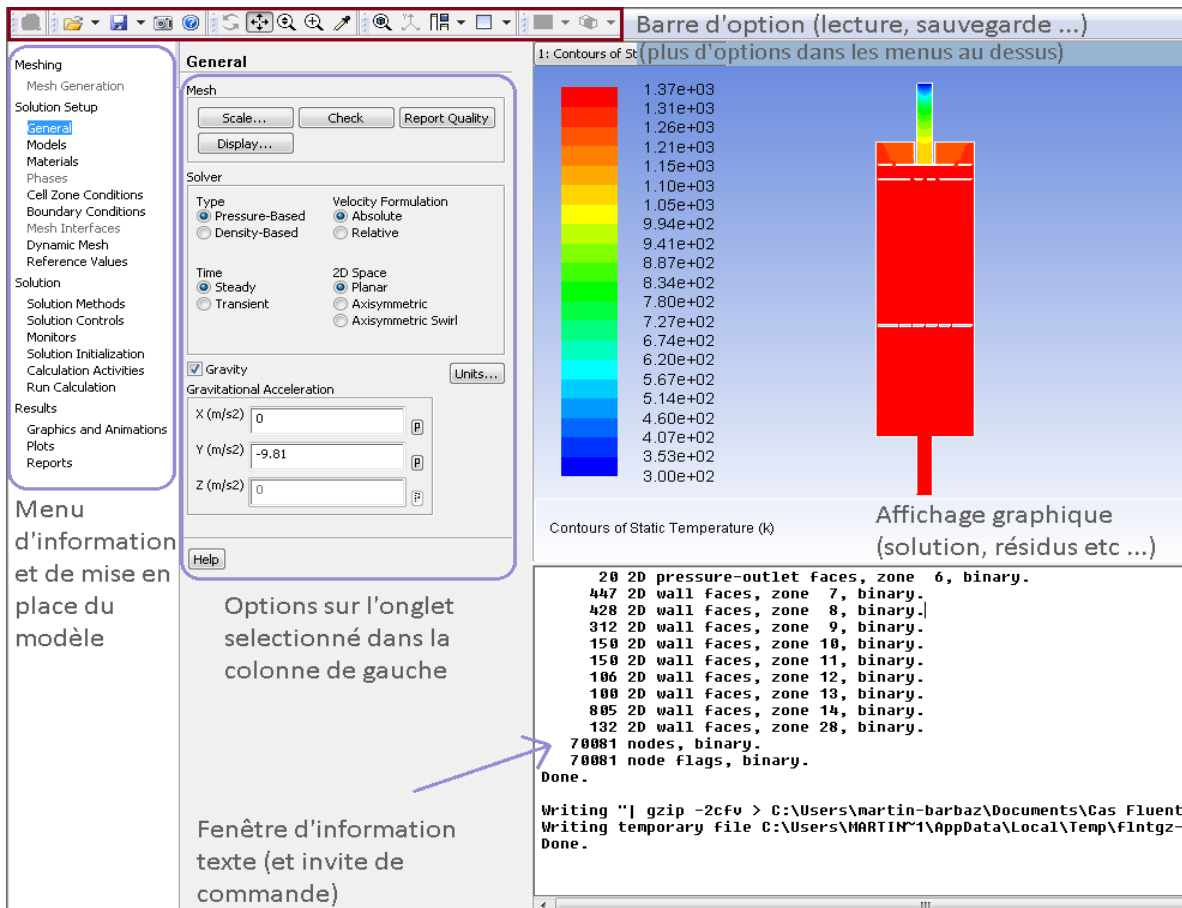 Barre d'option (lecture, sauvegarde ...)
(plus d'options dans les menus au dessus)
Meshing
Mesh Generation
Solution Setup
General
Models
Materials
Phases
Cell Zone Conditions
Boundary Conditions
Mesh Interfaces
Dynamic Mesh
Reference Values
Solution
Solution Methods
Solution Controls
Monitors
Solution Initialization
Calculation Activities
Run Calculation
Results
Graphics and Animations
Plots
Reports
Menu
d'information
et de mise en
place du
modèle
General
Mesh
Scale... Check Report Quality
Display...
Solver
Type Velocity Formulation
Pressure-Based Absolute
Density-Based Relative
Time 2D Space
Steady Planar
Transient Axisymmetric
Axisymmetric Swirl
Gravity Units...
Gravitational Acceleration
X (m/s2) 0 P
Y (m/s2) -9.81 P
Z (m/s2) 0 P
Help
Options sur l'onglet
selectionné dans la
colonne de gauche
Fenêtre d'information
texte (et invite de
commande)
1: Contours of St
1.37e+03
1.31e+03
1.26e+03
1.21e+03
1.15e+03
1.10e+03
1.05e+03
9.94e+02
9.41e+02
8.87e+02
8.34e+02
7.80e+02
7.27e+02
6.74e+02
6.20e+02
5.67e+02
5.14e+02
4.60e+02
4.07e+02
3.53e+02
3.00e+02
Contours of Static Temperature (k)
Affichage graphique
(solution, résidus etc ...)
20 2D pressure-outlet faces, zone 6, binary.
447 2D wall faces, zone 7, binary.
428 2D wall faces, zone 8, binary.
312 2D wall faces, zone 9, binary.
150 2D wall faces, zone 10, binary.
150 2D wall faces, zone 11, binary.
106 2D wall faces, zone 12, binary.
100 2D wall faces, zone 13, binary.
805 2D wall faces, zone 14, binary.
132 2D wall faces, zone 28, binary.
70081 nodes, binary.
70081 node flags, binary.
Done.
Writing "| gzip -2cfv > C:\Users\martin-barbaz\Documents\Cas Fluent
Writing temporary file C:\Users\MARTIN~1\AppData\Local\Temp\flntgz-
Done.